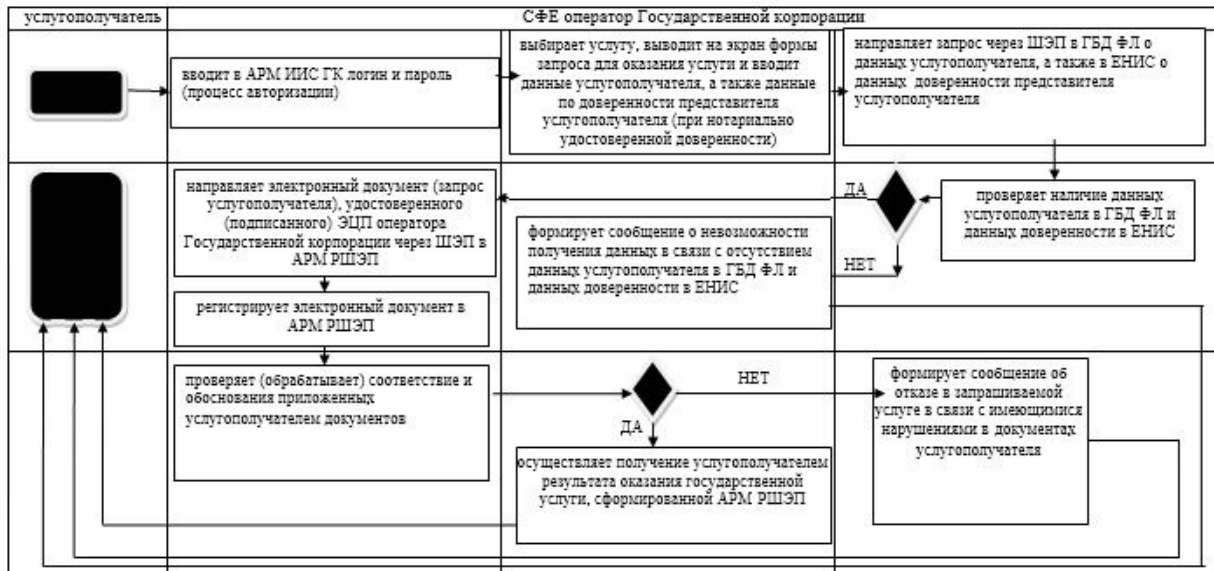 услугополучатель
СФЕ оператор Государственной корпорации
вводит в АРМ ИИС ГК логин и пароль
(процесс авторизации)
выбирает услугу, выводит на экран формы
запроса для оказания услуги и вводит
данные услугополучателя, а также данные
по доверенности представителя
услугополучателя (при нотариально
удостоверенной доверенности)
направляет запрос через ШЭП в ГБД ФЛ о
данных услугополучателя, а также в ЕНИС о
данных доверенности представителя
услугополучателя
направляет электронный документ (запрос
услугополучателя), удостоверенного
(подписанного) ЭЦП оператора
Государственной корпорации через ШЭП в
АРМ РШЭП
формирует сообщение о невозможности
получения данных в связи с отсутствием
данных услугополучателя в ГБД ФЛ и
данных доверенности в ЕНИС
ДА
НЕТ
проверяет наличие данных
услугополучателя в ГБД ФЛ и
данных доверенности в ЕНИС
регистрирует электронный документ в
АРМ РШЭП
проверяет (обрабатывает) соответствие и
обоснования приложенных
услугополучателем документов
НЕТ
ДА
формирует сообщение об
отказе в запрашиваемой
услуге в связи с имеющимися
нарушениями в документах
услугополучателя
осуществляет получение услугополучателем
результата оказания государственной
услуги, сформированной АРМ РШЭП